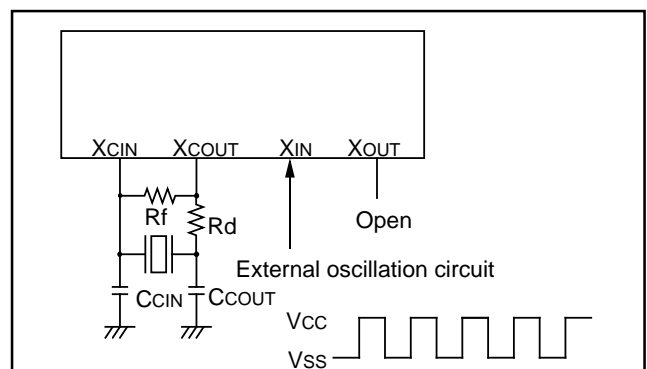 XCIN XCOUT XIN XOUT
Rf
Rd
Open
External oscillation circuit
CCIN CCOUT
VCC
VSS